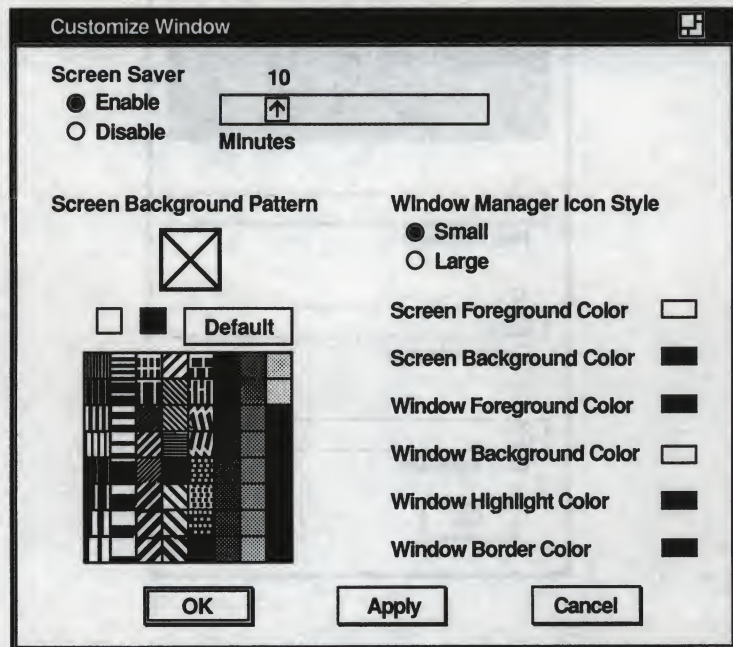 Customize Window
Screen Saver
10
Enable
Disable
Minutes
Screen Background Pattern
Window Manager Icon Style
Small
Large
Default
Screen Foreground Color
Screen Background Color
Window Foreground Color
Window Background Color
Window Highlight Color
Window Border Color
OK
Apply
Cancel